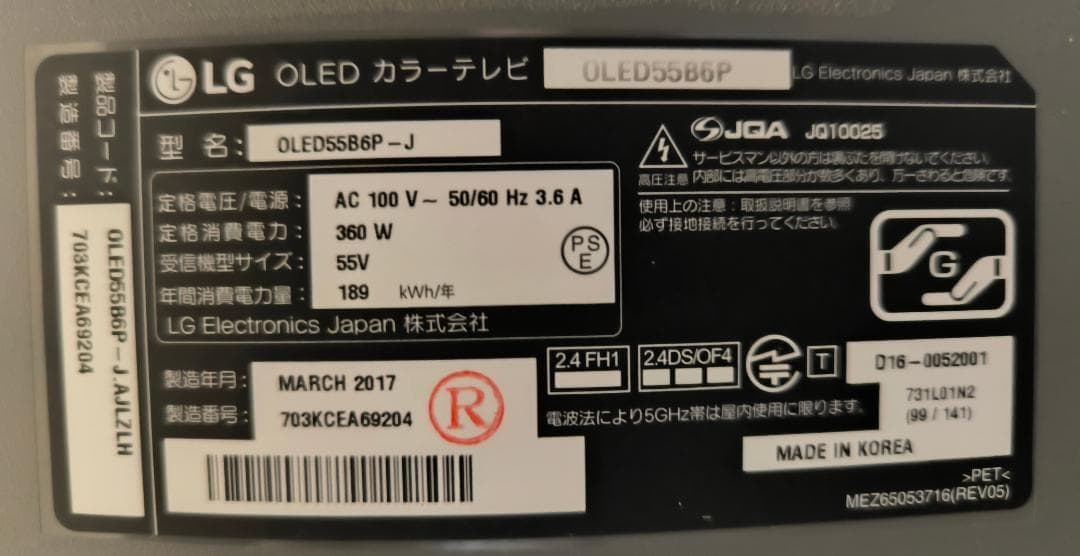 LG OLED カラーテレビ OLED55B6P LG Electronics Japan 株式会社
製品コード: OLED55B6P-J.AJLZLH
製造番号: 703KCEA69204
型 名: OLED55B6P-J
定格電圧/電源: AC 100 V~ 50/60 Hz 3.6 A
定格消費電力: 360 W
受信機型サイズ: 55V
年間消費電力量: 189 kWh/年
PS
E
LG Electronics Japan 株式会社
JQA JQ10025
サービスマン以外の方は裏ぶたを開けないでください。
高圧注意 内部には高電圧部分が数多くあり、万一さわると危険です。
使用上の注意:取扱説明書を参照
必ず接地接続を行ってください。
G
製造年月: MARCH 2017
製造番号: 703KCEA69204
R
2.4 FH1
2.4DS/OF4
T
電波法により5GHz帯は屋内使用に限ります.
D16-0052001
731L01N2
(99 / 141)
MADE IN KOREA
>PET<
MEZ65053716(REV05)